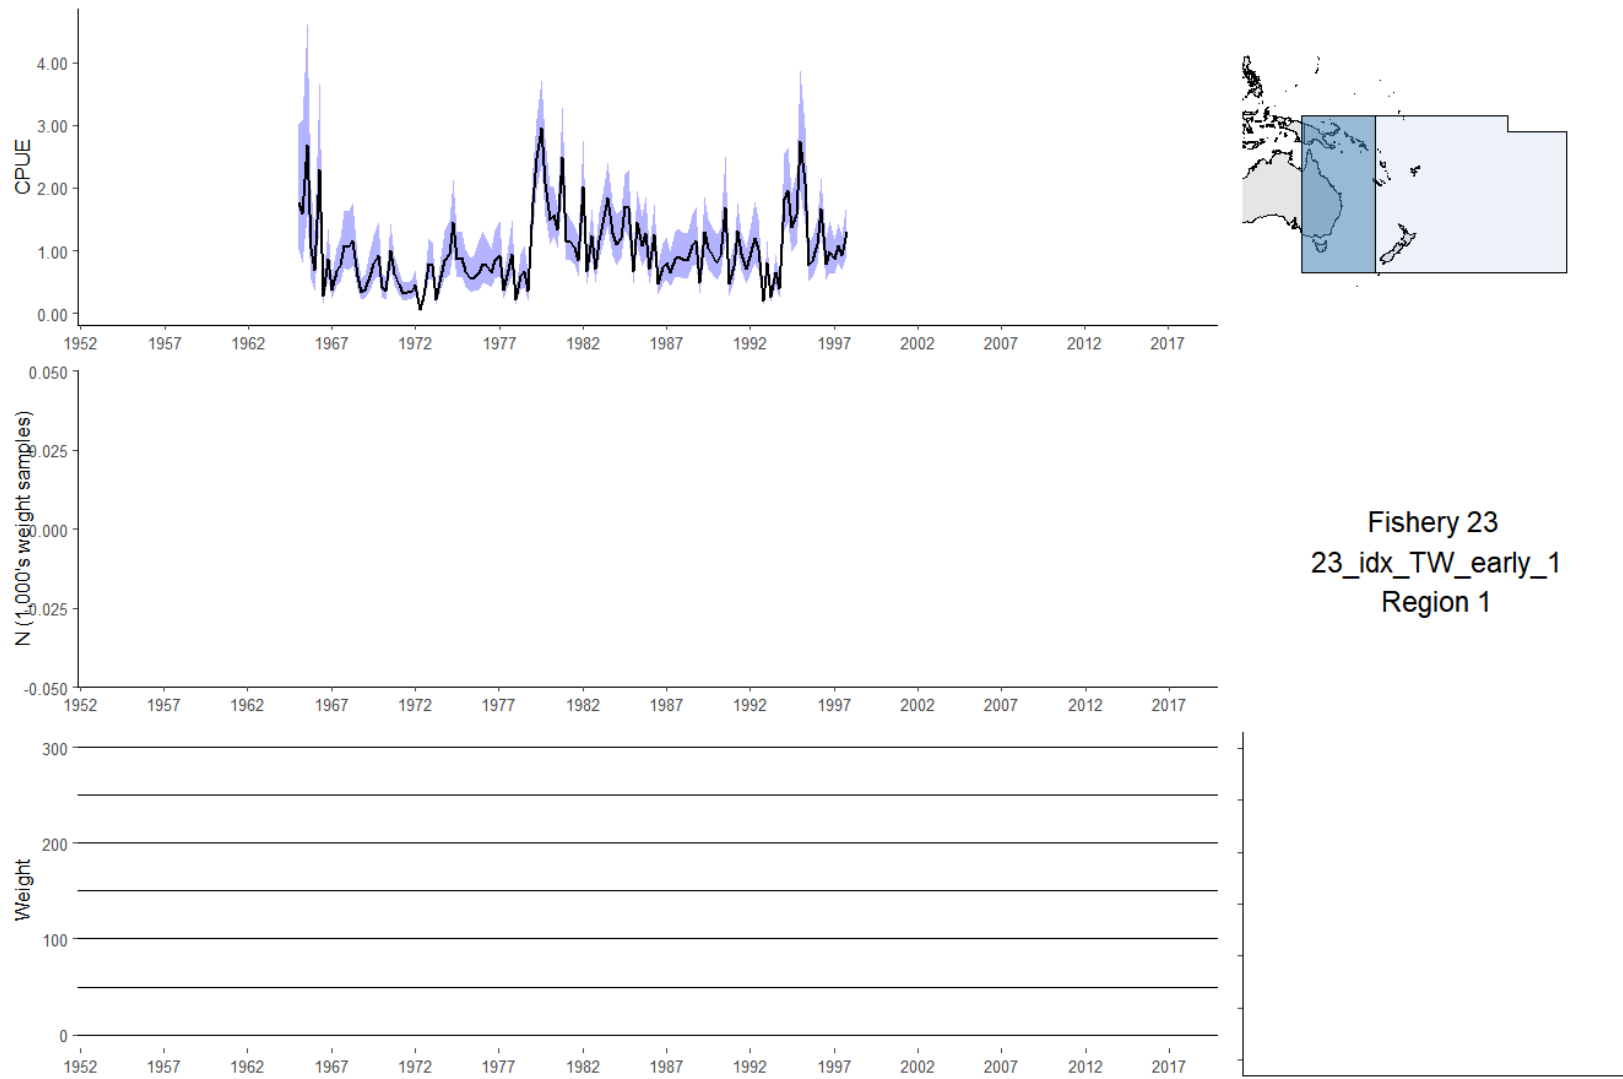 CPUE
4.00
3.00
2.00
1.00
0.00
1952 1957 1962 1967 1972 1977 1982 1987 1992 1997 2002 2007 2012 2017
N (1,000's weight samples)
0.050
0.025
0.000
-0.025
-0.050
1952 1957 1962 1967 1972 1977 1982 1987 1992 1997 2002 2007 2012 2017
Fishery 23
23_idx_TW_early_1
Region 1
Weight
300
200
100
0
1952 1957 1962 1967 1972 1977 1982 1987 1992 1997 2002 2007 2012 2017